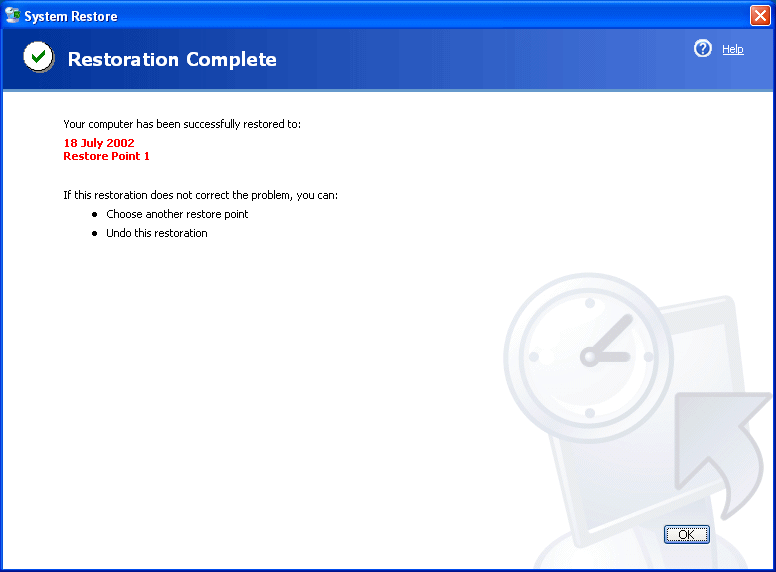 System Restore
Restoration Complete
Help
Your computer has been successfully restored to:
18 July 2002
Restore Point 1
If this restoration does not correct the problem, you can:
Choose another restore point
Undo this restoration
OK